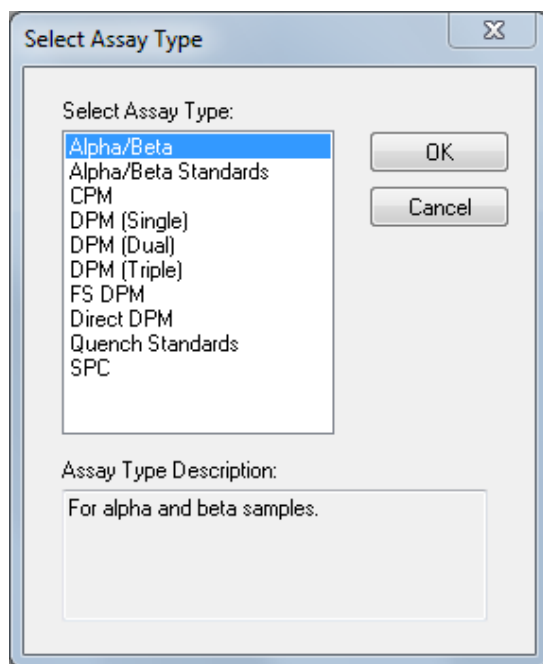 Select Assay Type
Select Assay Type:
Alpha/Beta
Alpha/Beta Standards
CPM
DPM (Single)
DPM (Dual)
DPM (Triple)
FS DPM
Direct DPM
Quench Standards
SPC
OK
Cancel
Assay Type Description:
For alpha and beta samples.